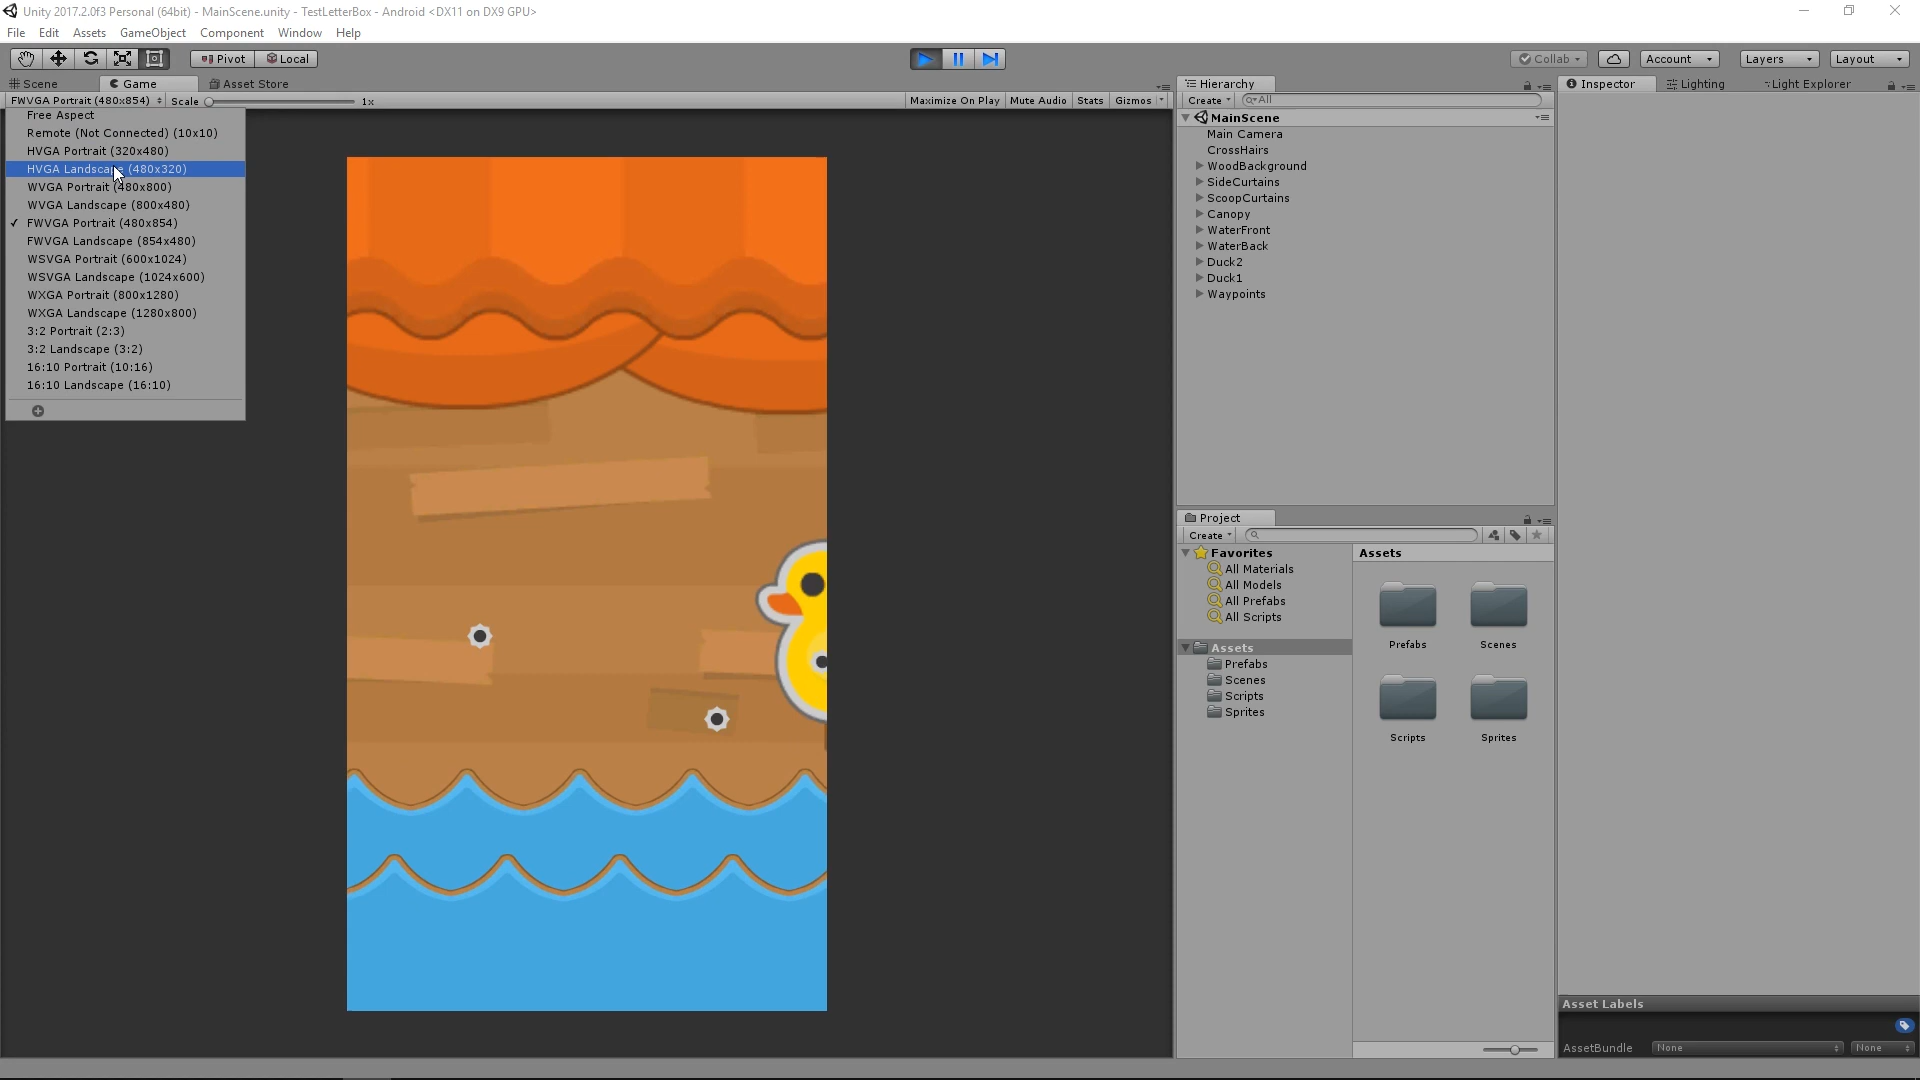 Unity 2017.2.0f3 Personal (64bit) - MainScene.unity - TestLetterBox - Android <DX11 on DX9 GPU>
File Edit Assets GameObject Component Window Help
Pivot Local Collab Account Layers Layout
Scene Game Asset Store
FWVGA Portrait (480x854) Scale 1x Maximize On Play Mute Audio Stats Gizmos
Free Aspect
Remote (Not Connected) (10x10)
HVGA Portrait (320x480)
HVGA Landscape (480x320)
WVGA Portrait (480x800)
WVGA Landscape (800x480)
FWVGA Portrait (480x854)
FWVGA Landscape (854x480)
WSVGA Portrait (600x1024)
WSVGA Landscape (1024x600)
WXGA Portrait (800x1280)
WXGA Landscape (1280x800)
3:2 Portrait (2:3)
3:2 Landscape (3:2)
16:10 Portrait (10:16)
16:10 Landscape (16:10)
Hierarchy
Create All
MainScene
Main Camera
CrossHairs
WoodBackground
SideCurtains
ScoopCurtains
Canopy
WaterFront
WaterBack
Duck2
Duck1
Waypoints
Project
Create
Favorites
All Materials
All Models
All Prefabs
All Scripts
Assets
Prefabs
Scenes
Scripts
Sprites
Assets
Prefabs Scenes
Scripts Sprites
Inspector Lighting Light Explorer
Asset Labels
AssetBundle None None